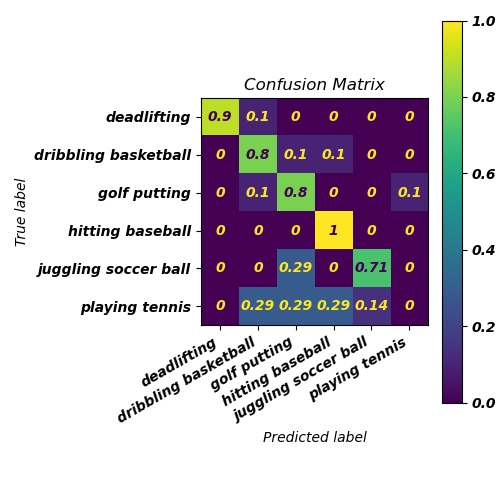 Confusion Matrix
True label
deadlifting 0.9 0.1 0 0 0 0
dribbling basketball 0 0.8 0.1 0.1 0 0
golf putting 0 0.1 0.8 0 0 0.1
hitting baseball 0 0 0 1 0 0
juggling soccer ball 0 0 0.29 0 0.71 0
playing tennis 0 0.29 0.29 0.29 0.14 0
deadlifting
dribbling basketball
golf putting
hitting baseball
juggling soccer ball
playing tennis
Predicted label
1.0
0.8
0.6
0.4
0.2
0.0